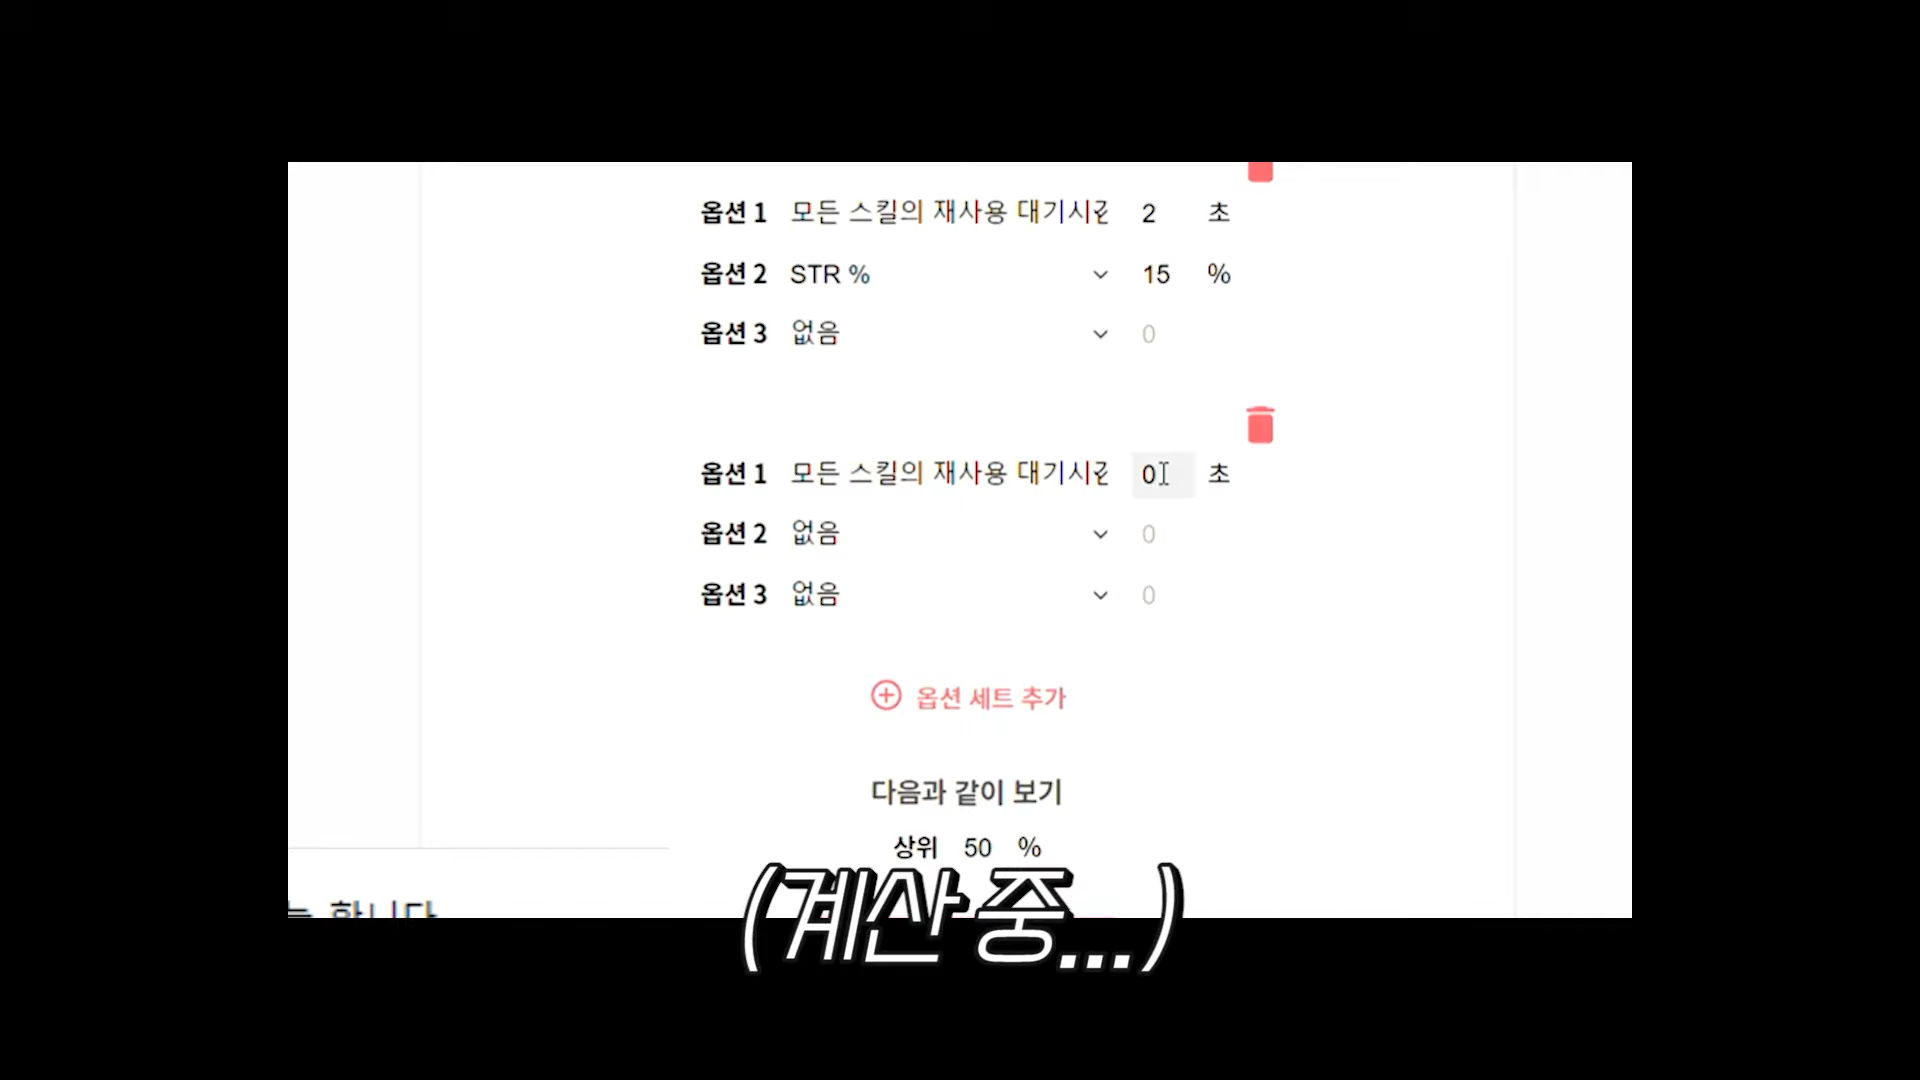 옵션 1 모든 스킬의 재사용 대기시간 2 초
옵션 2 STR % 15 %
옵션 3 없음 0
옵션 1 모든 스킬의 재사용 대기시간 0 초
옵션 2 없음 0
옵션 3 없음 0
옵션 세트 추가
다음과 같이 보기
상위 50 %
합니다
(계산 중...)